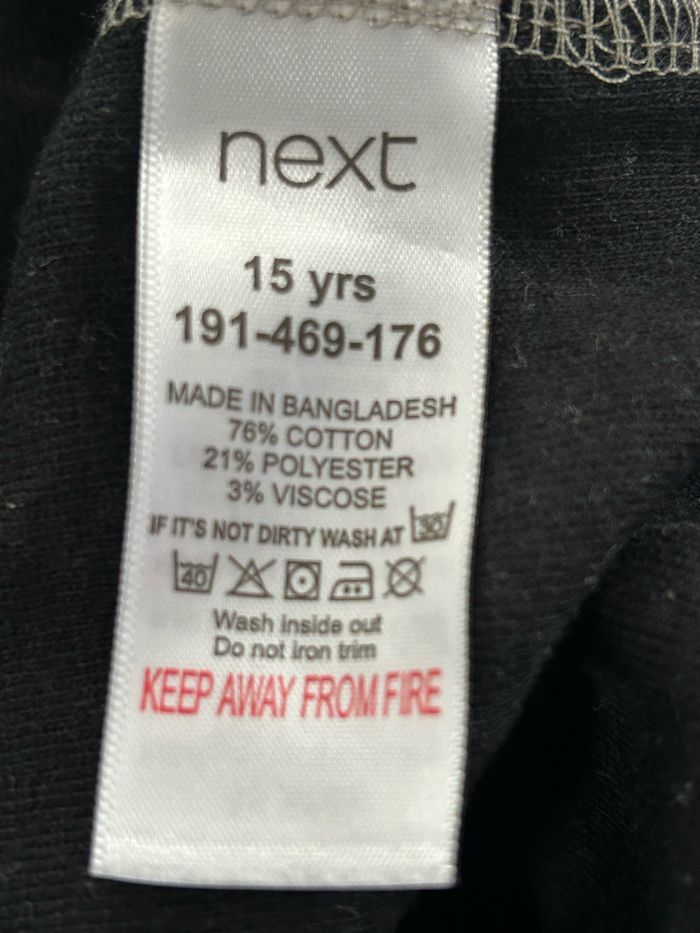 next
15 yrs
191-469-176
MADE IN BANGLADESH
76% COTTON
21% POLYESTER
3% VISCOSE
IF IT'S NOT DIRTY WASH AT 30
40
Wash inside out
Do not iron trim
KEEP AWAY FROM FIRE